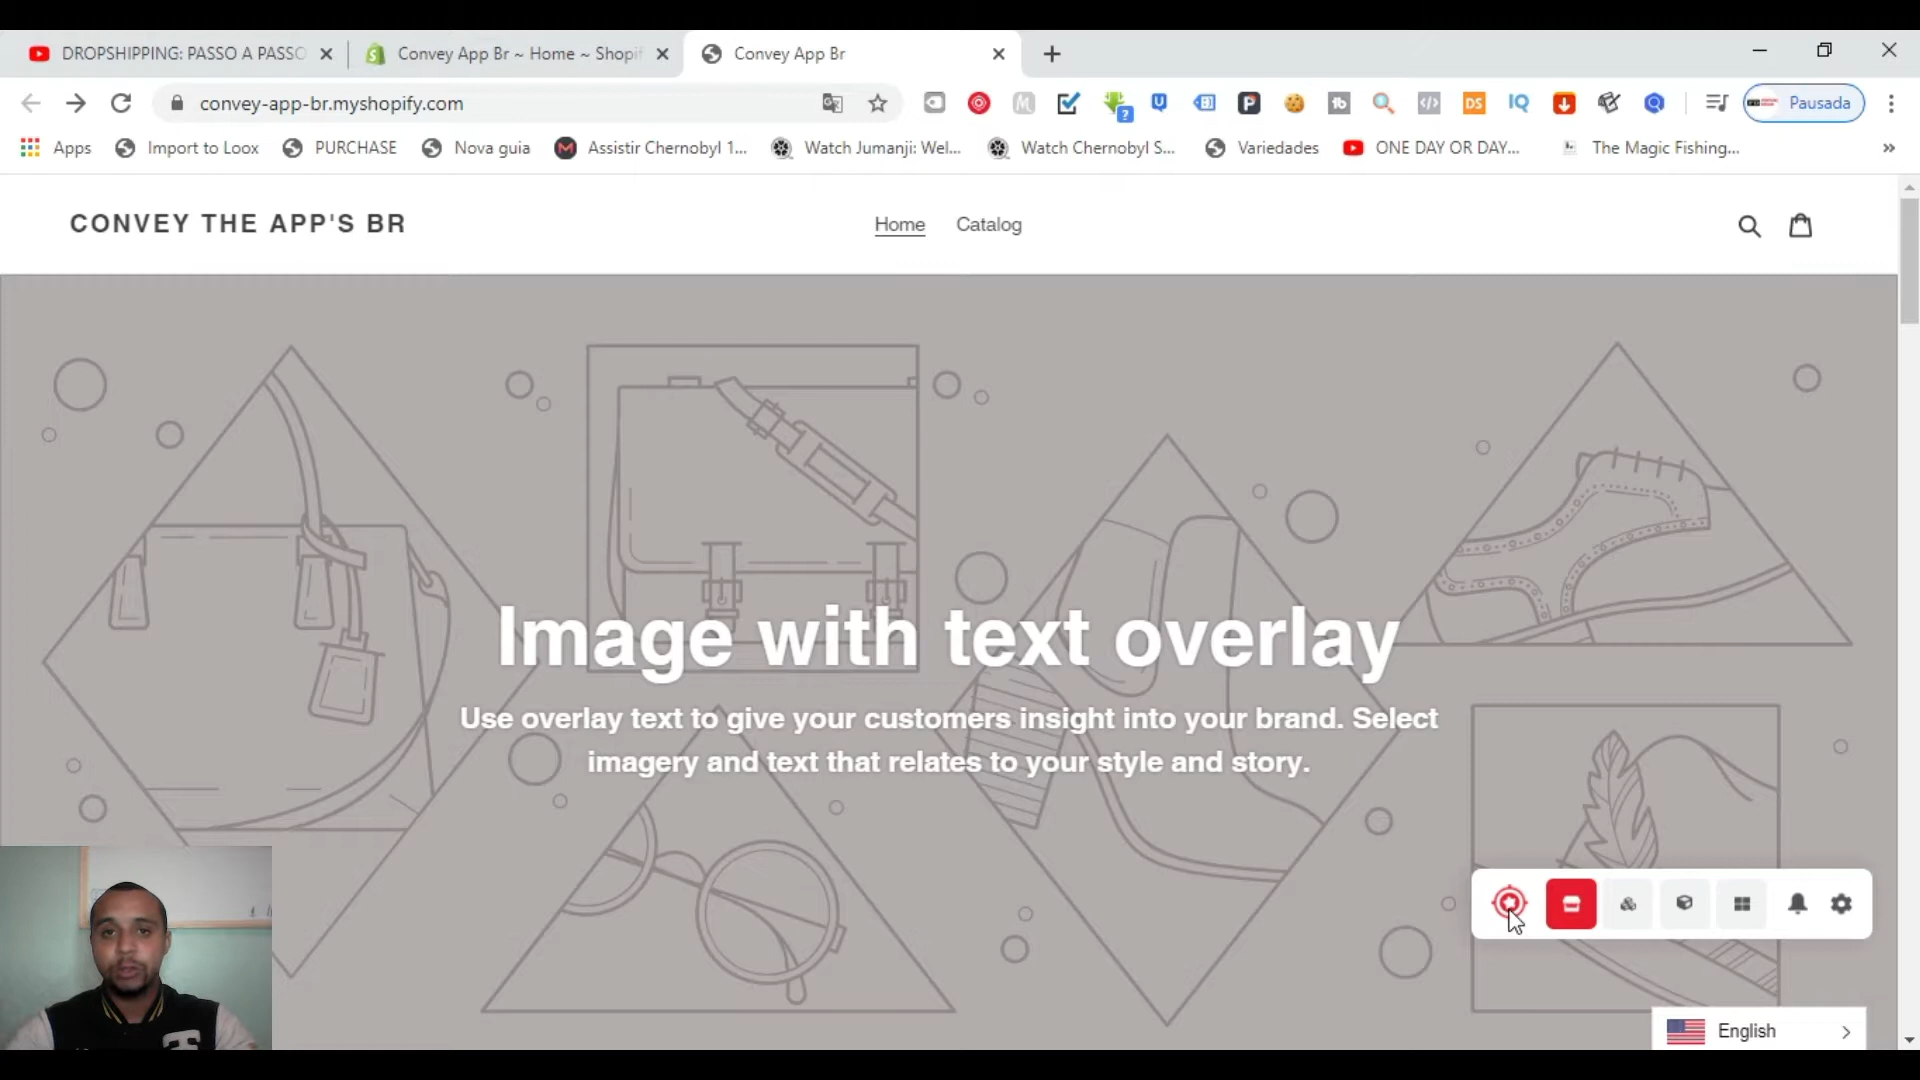 DROPSHIPPING: PASSO A PASSO
Convey App Br ~ Home ~ Shopif
Convey App Br
convey-app-br.myshopify.com
Pausada
Apps
Import to Loox
PURCHASE
Nova guia
Assistir Chernobyl 1...
Watch Jumanji: Wel...
Watch Chernobyl S...
Variedades
ONE DAY OR DAY...
The Magic Fishing...
CONVEY THE APP'S BR
Home
Catalog
Image with text overlay
Use overlay text to give your customers insight into your brand. Select
imagery and text that relates to your style and story.
English